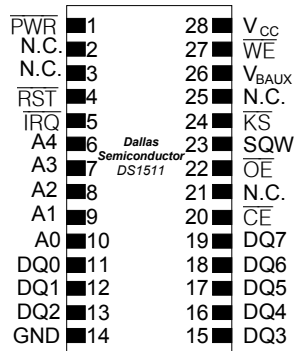 PWR 1 28 VCC
N.C. 2 27 WE
N.C. 3 26 VBAUX
RST 4 25 N.C.
IRQ 5 24 KS
A4 6 Dallas 23 SQW
A3 7 Semiconductor 22 OE
A2 8 DS1511 21 N.C.
A1 9 20 CE
A0 10 19 DQ7
DQ0 11 18 DQ6
DQ1 12 17 DQ5
DQ2 13 16 DQ4
GND 14 15 DQ3